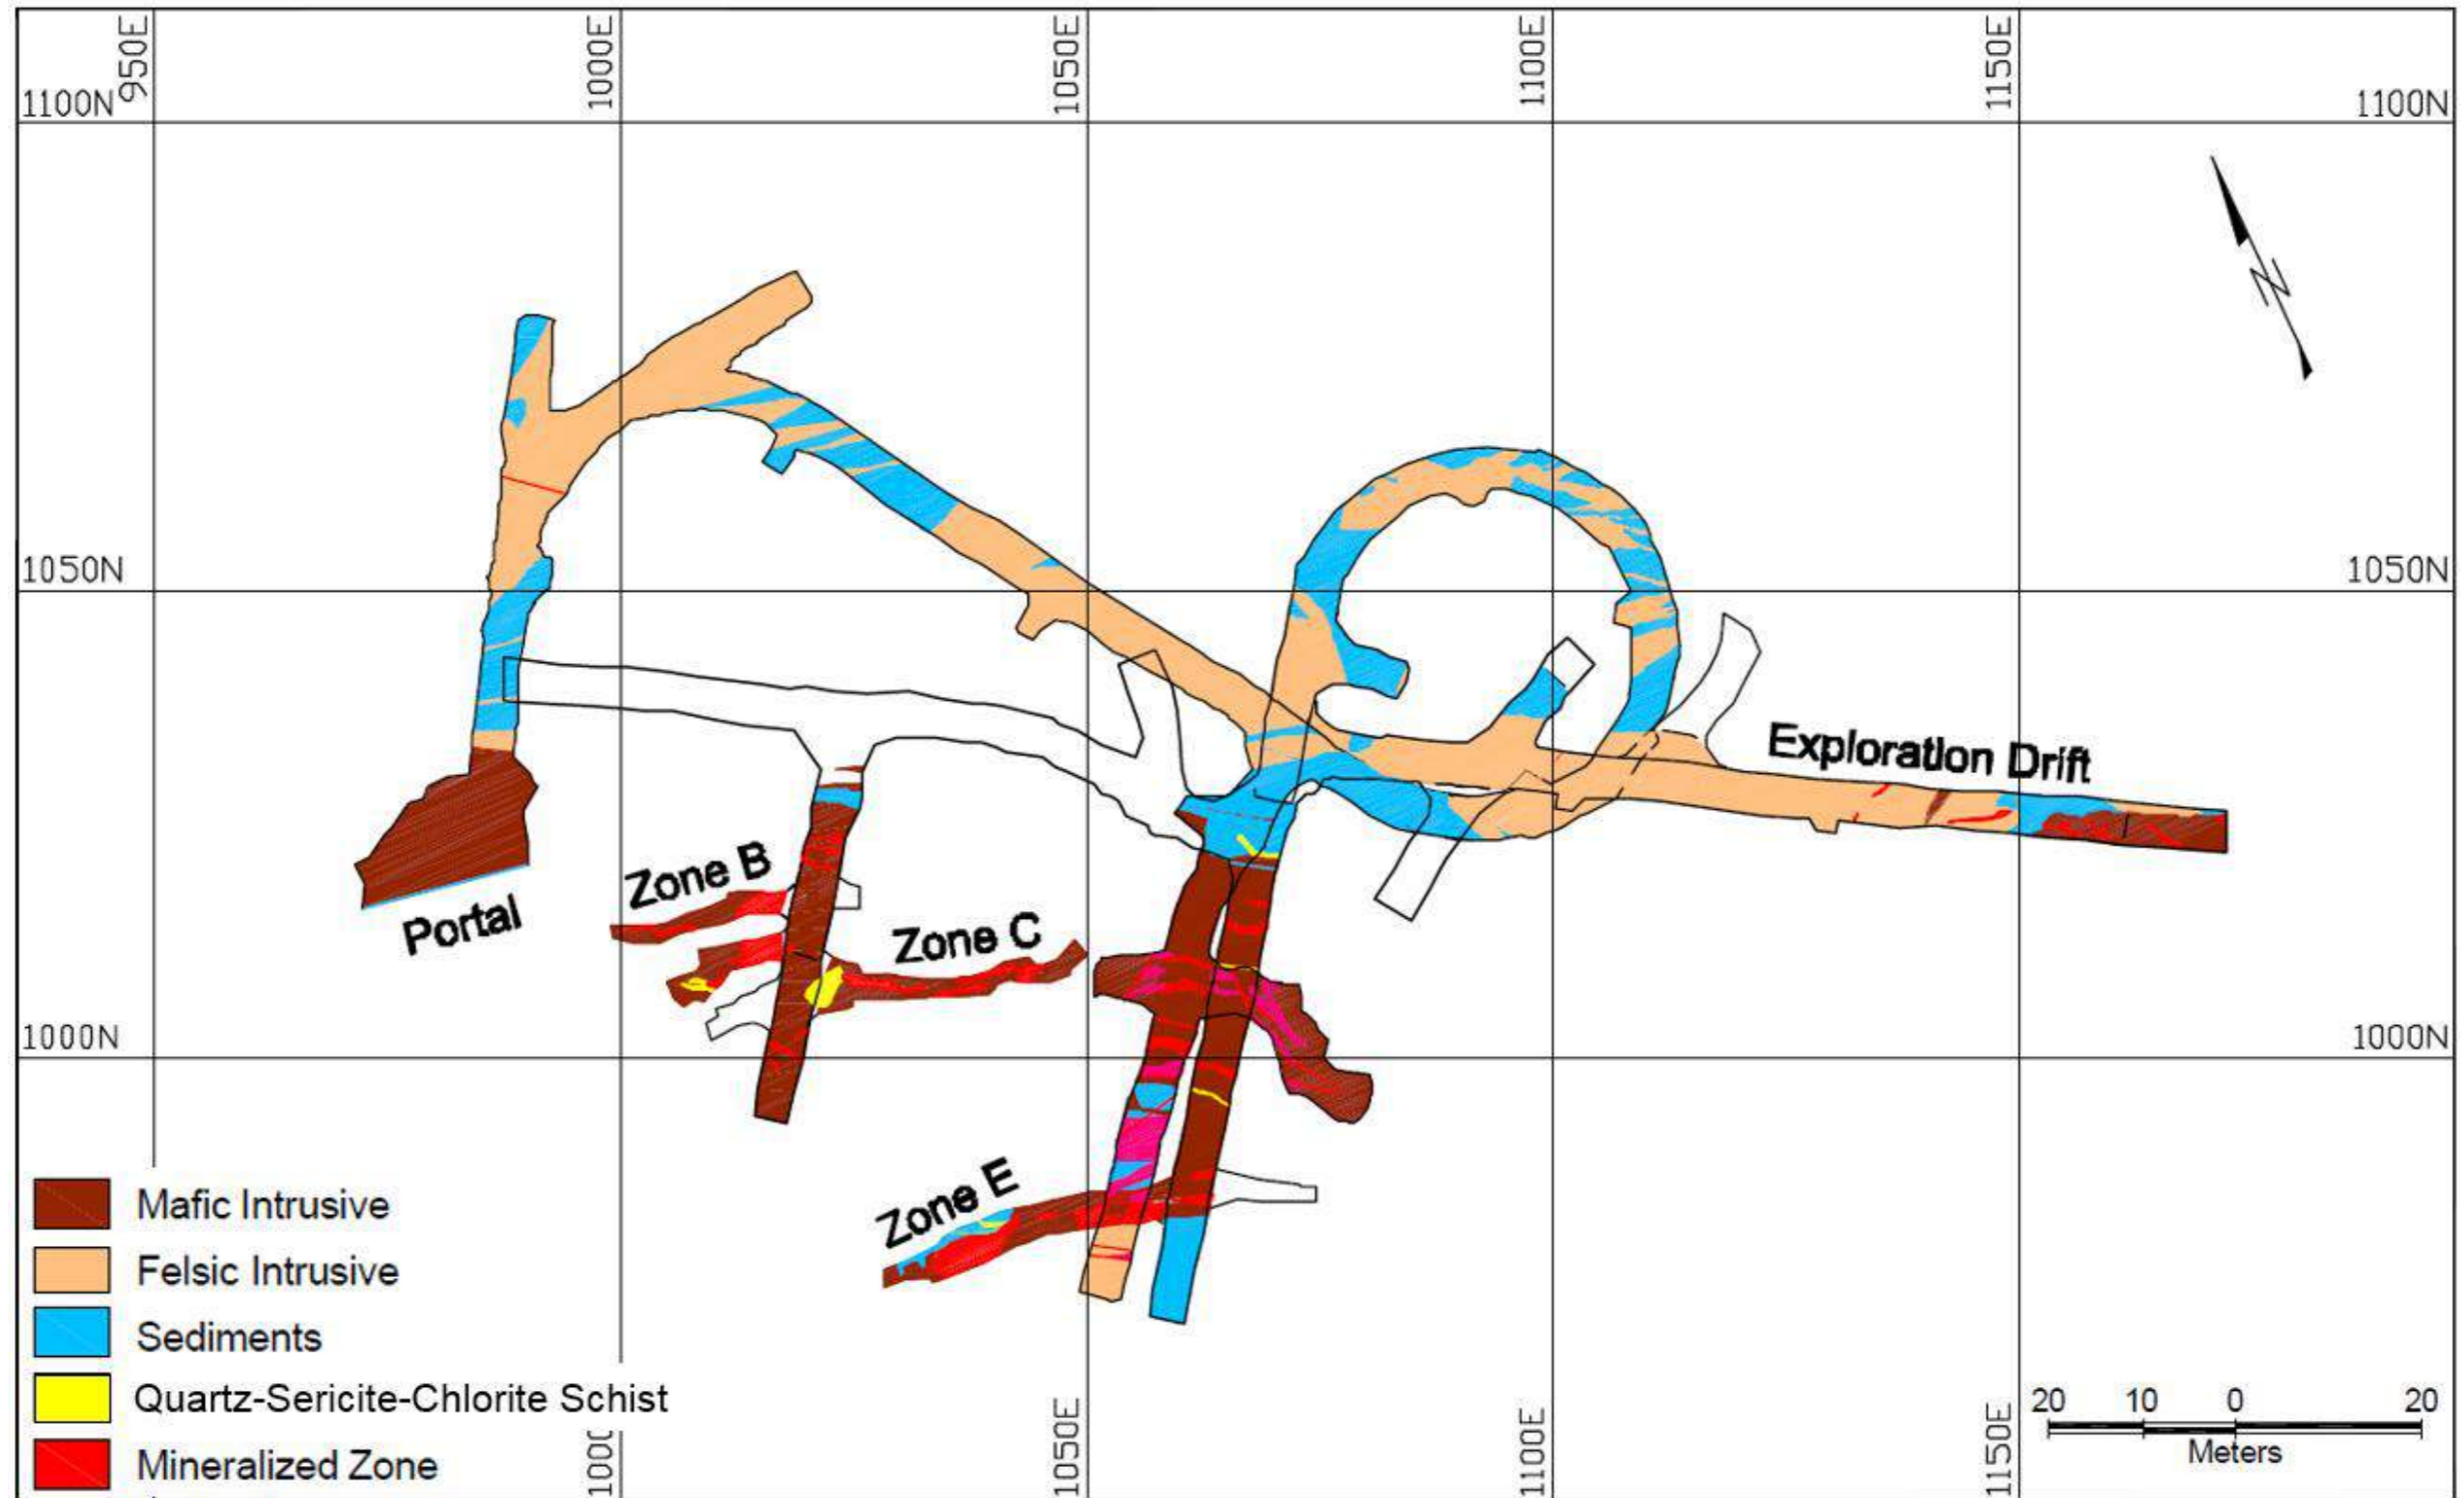 950E
1000E
1050E
1100E
1150E
1100N
1100N
1050N
1050N
Exploration Drift
Zone B
Zone C
Portal
1000N
1000N
Zone E
Mafic Intrusive
Felsic Intrusive
Sediments
Quartz-Sericite-Chlorite Schist
Mineralized Zone
1050E
1100E
1150E
20 10 0 20
Meters
N